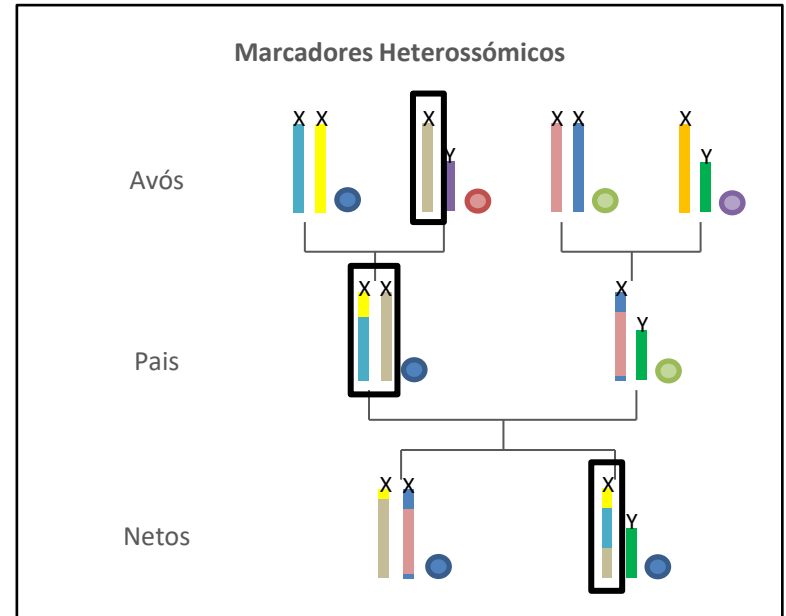 Marcadores Heterossómicos
X X X Y X X X Y
Avós
X X X Y
Pais
X X X Y
Netos